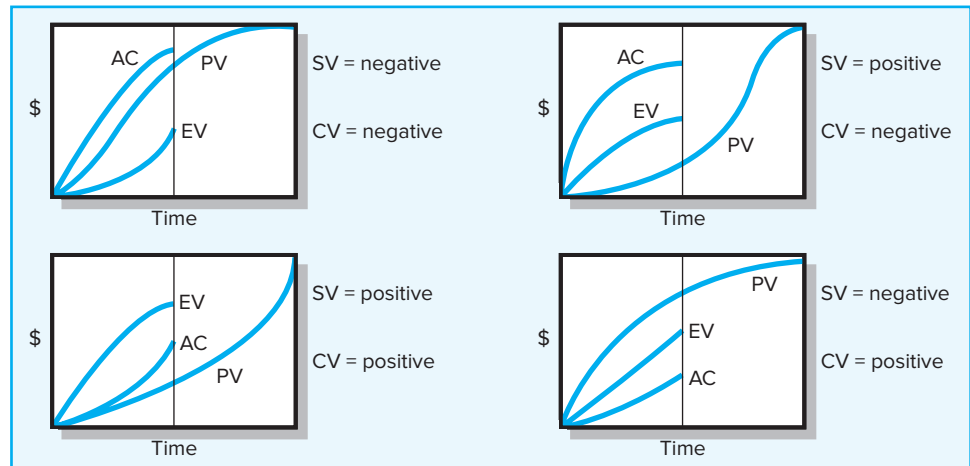 AC
PV
SV = negative
$
EV
CV = negative
Time
AC
SV = positive
$
EV
CV = negative
PV
Time
EV
SV = positive
$
AC
CV = positive
PV
Time
PV
SV = negative
$
EV
CV = positive
AC
Time